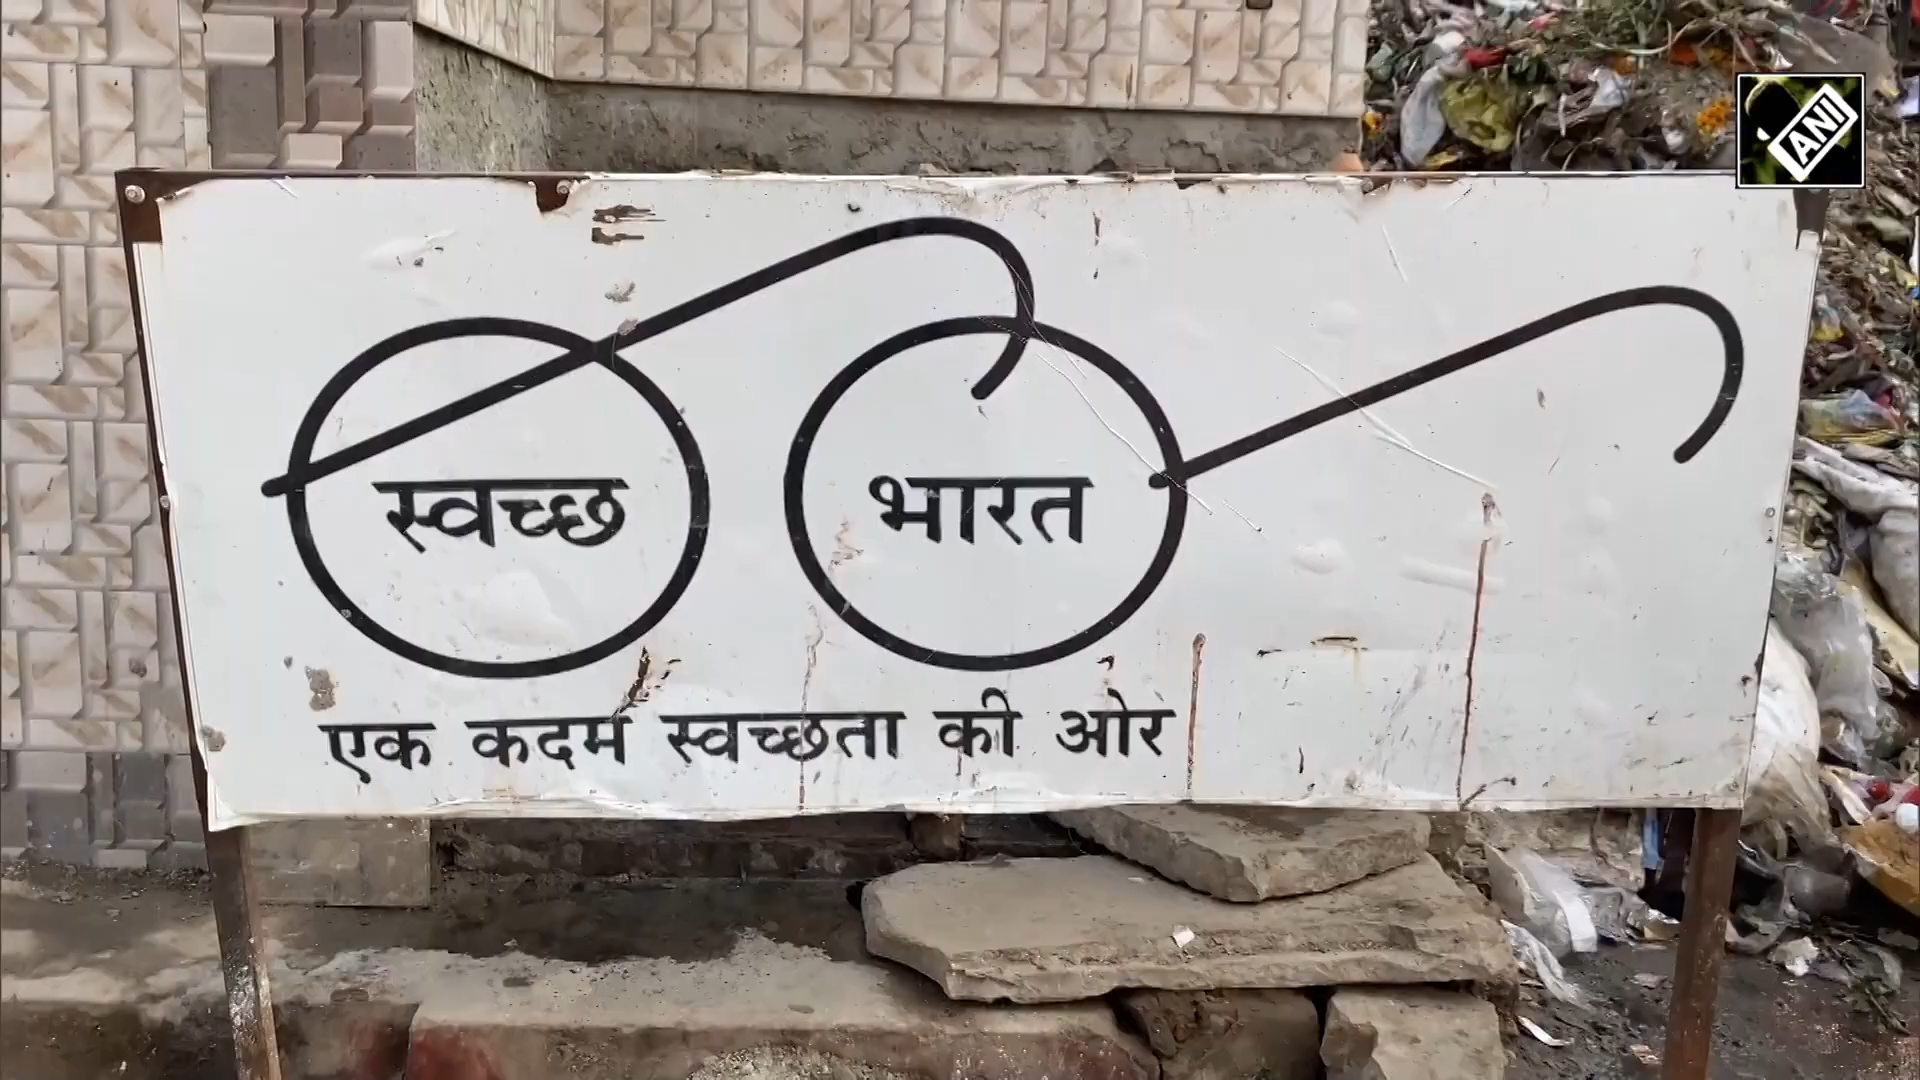 ANI
स्वच्छ भारत
एक कदम स्वच्छता की ओर